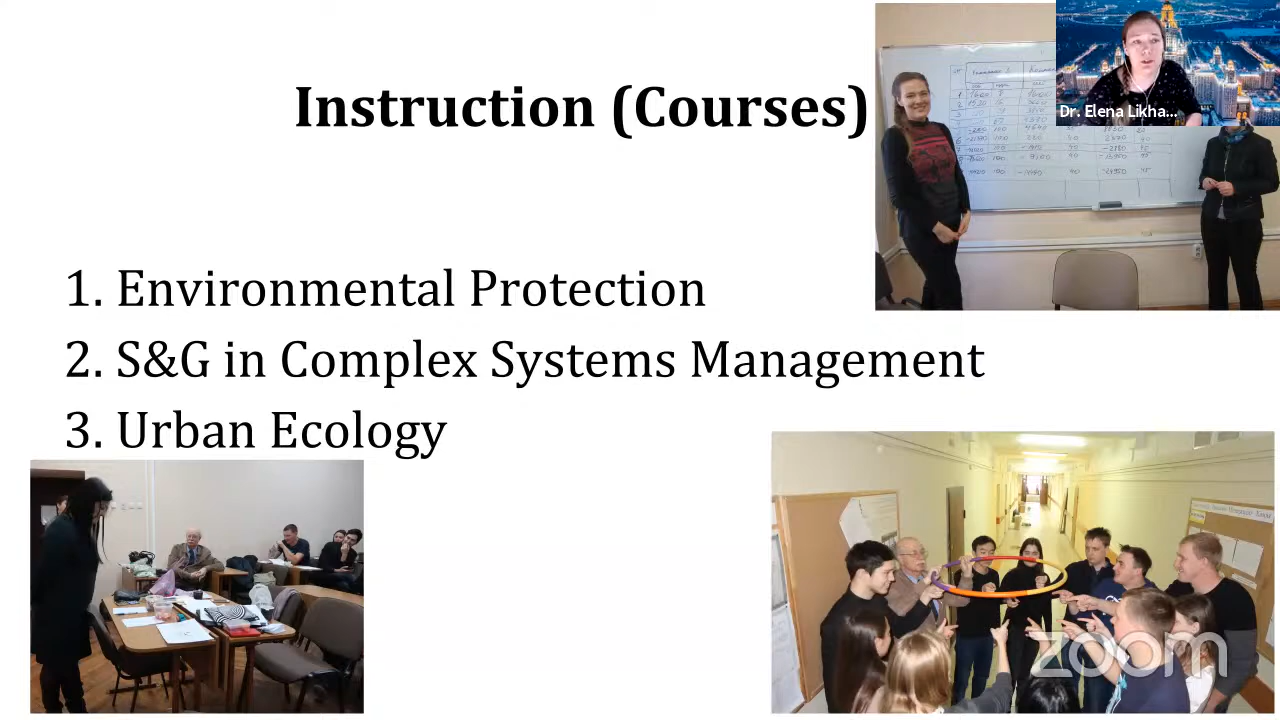 Instruction (Courses)
Dr. Elena Likha...
1. Environmental Protection
2. S&G in Complex Systems Management
3. Urban Ecology
zoom